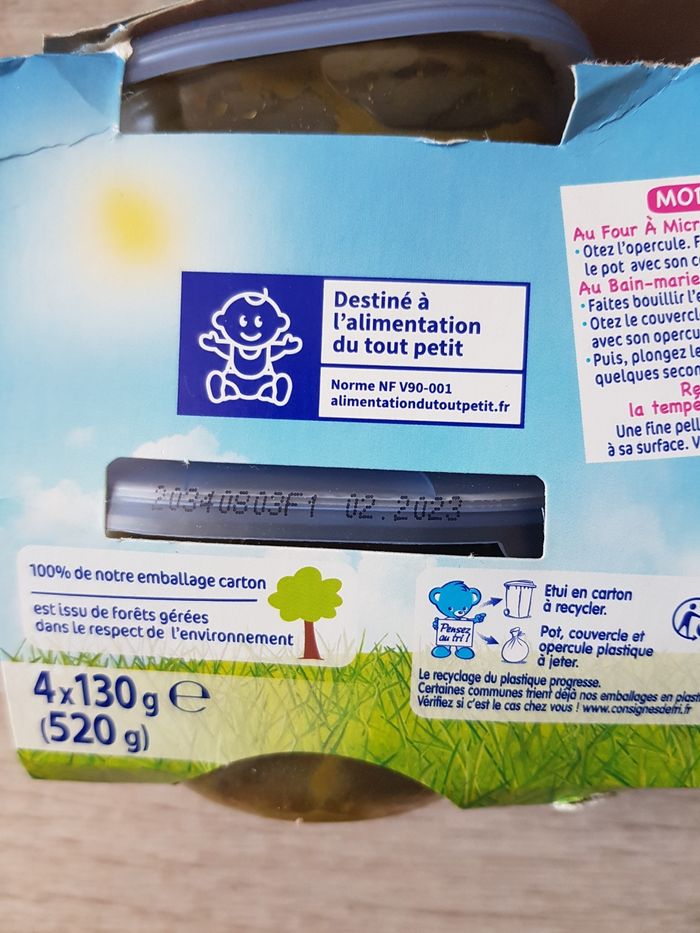 Destiné à
l'alimentation
du tout petit
Norme NF V90-001
alimentationdutoutpetit.fr
MO
Au Four À Micr
• Otez l'opercule. F
le pot avec son c
Au Bain-marie
• Faites bouillir l'e
• Otez le couvercl
avec son opercu
• Puis, plongez le
quelques secon
Re
la tempé
Une fine pell
à sa surface. V
20340803F1 02.2023
100% de notre emballage carton
est issu de forêts gérées
dans le respect de l'environnement
4x130g e
(520 g)
Pensez
au tri
Etui en carton
à recycler.
Pot, couvercle et
opercule plastique
à jeter.
Le recyclage du plastique progresse.
Certaines communes trient déjà nos emballages en plast
Vérifiez si c'est le cas chez vous ! www.consignesdetri.fr